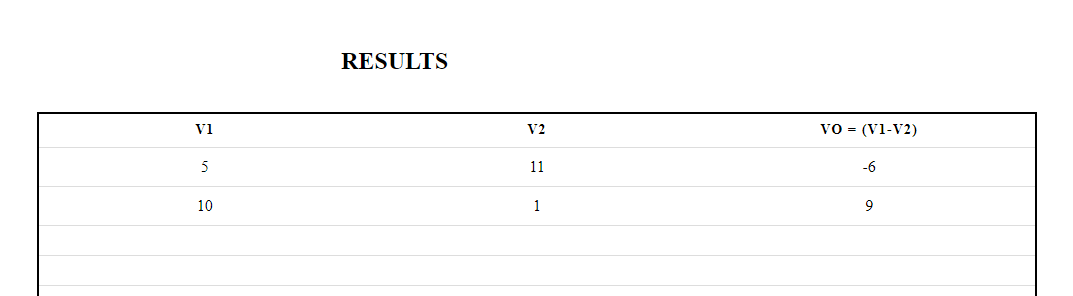 RESULTS
V1 V2 VO = (V1-V2)
5 11 -6
10 1 9